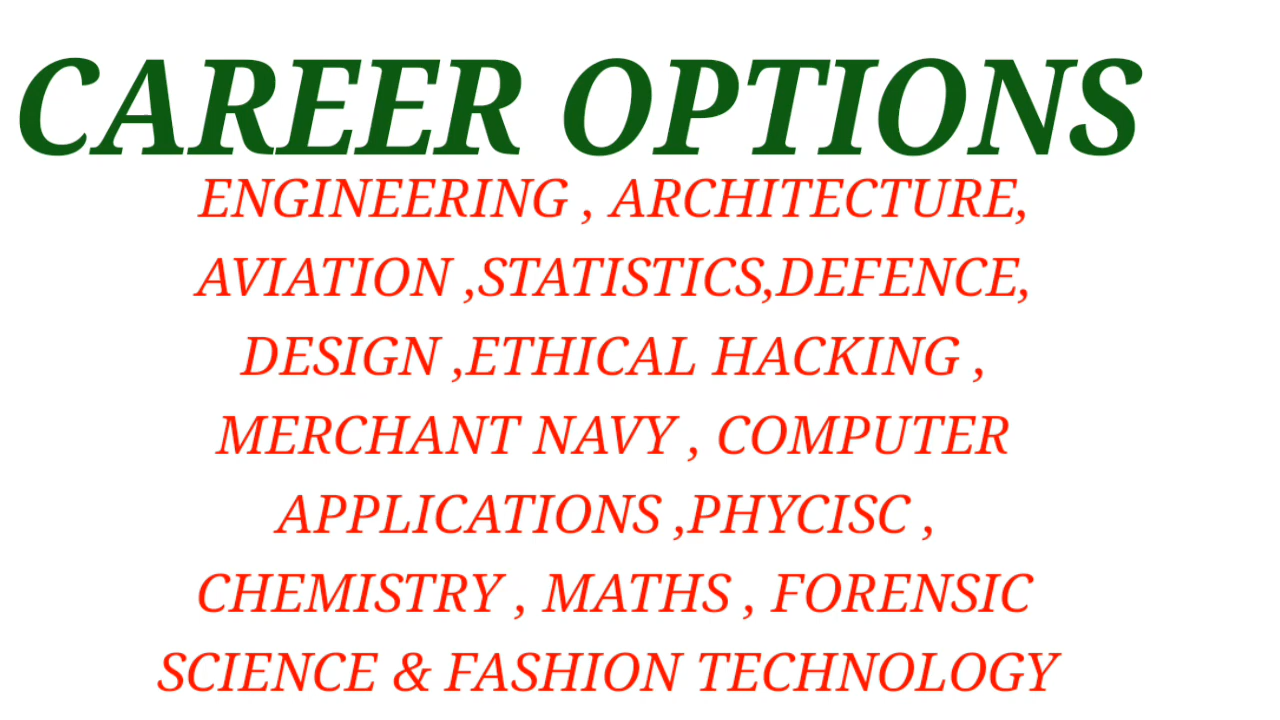 CAREER OPTIONS
ENGINEERING , ARCHITECTURE,
AVIATION ,STATISTICS,DEFENCE,
DESIGN ,ETHICAL HACKING ,
MERCHANT NAVY , COMPUTER
APPLICATIONS ,PHYCISC ,
CHEMISTRY , MATHS , FORENSIC
SCIENCE & FASHION TECHNOLOGY